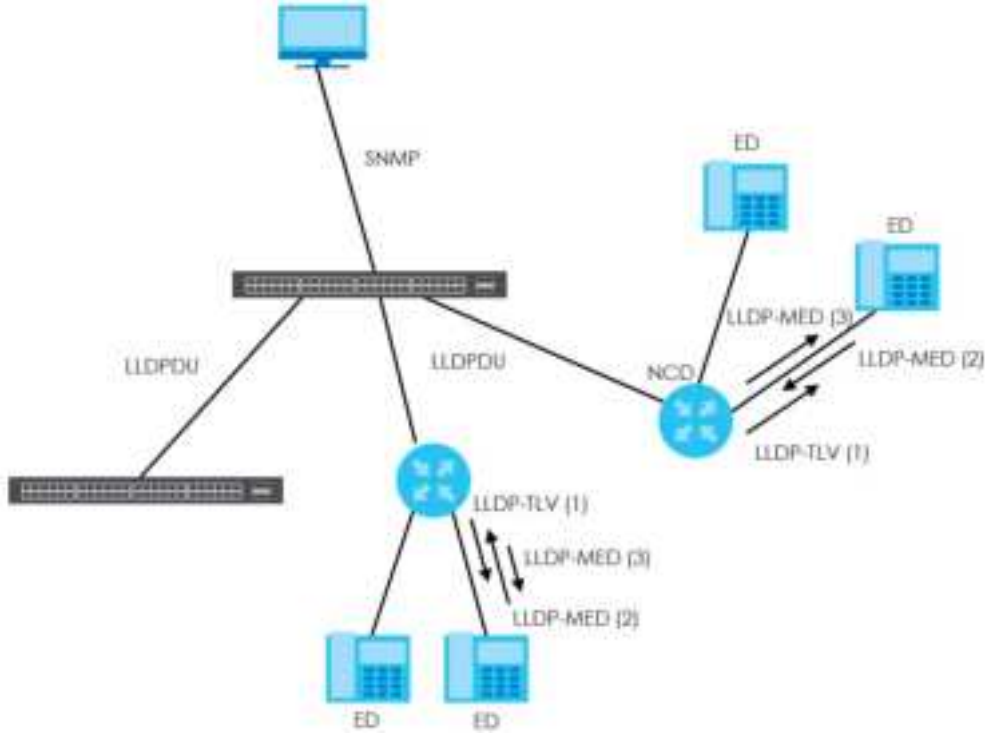 SNMP
ED
ED
LLDP-MED (3)
LLDPDU
LLDPDU
LLDP-MED (2)
NCD
LLDP-TLV (1)
LLDP-TLV (1)
LLDP-MED (3)
LLDP-MED (2)
ED
ED